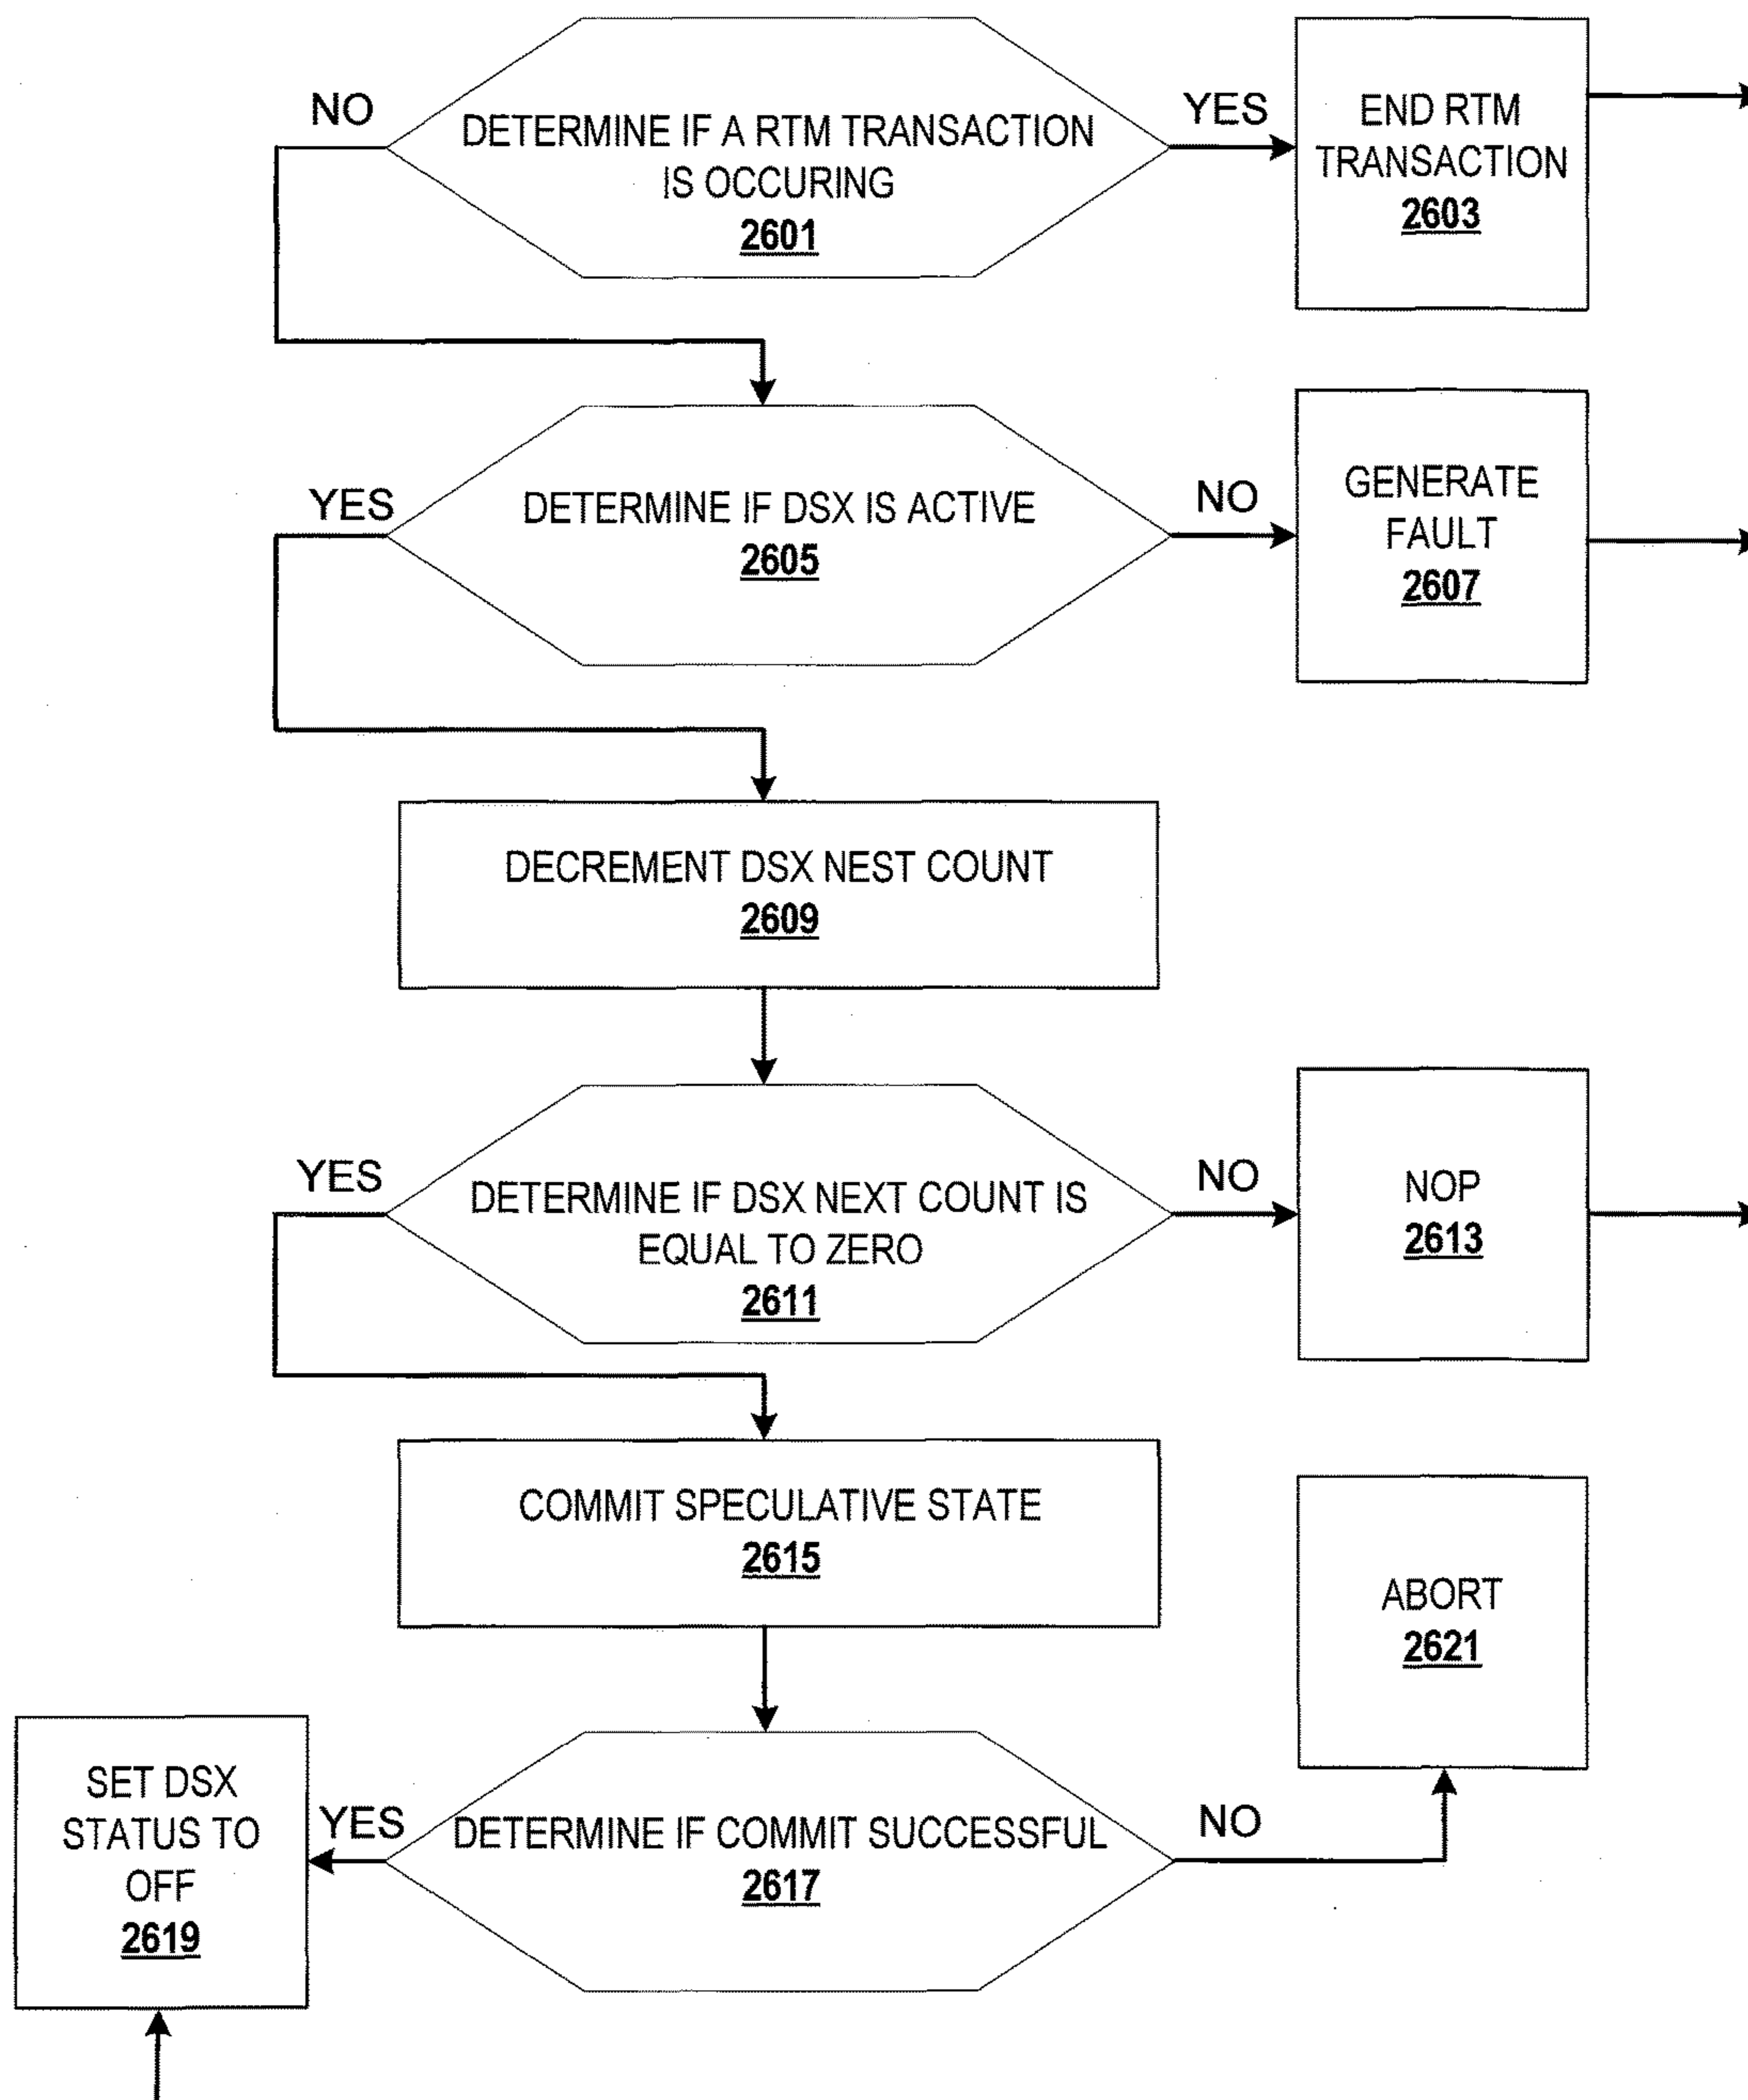 NO
DETERMINE IF A RTM TRANSACTION
IS OCCURING
2601
YES
END RTM
TRANSACTION
2603
YES
DETERMINE IF DSX IS ACTIVE
2605
NO
GENERATE
FAULT
2607
DECREMENT DSX NEST COUNT
2609
YES
DETERMINE IF DSX NEXT COUNT IS
EQUAL TO ZERO
2611
NO
NOP
2613
COMMIT SPECULATIVE STATE
2615
ABORT
2621
SET DSX
STATUS TO
OFF
2619
YES
DETERMINE IF COMMIT SUCCESSFUL
2617
NO